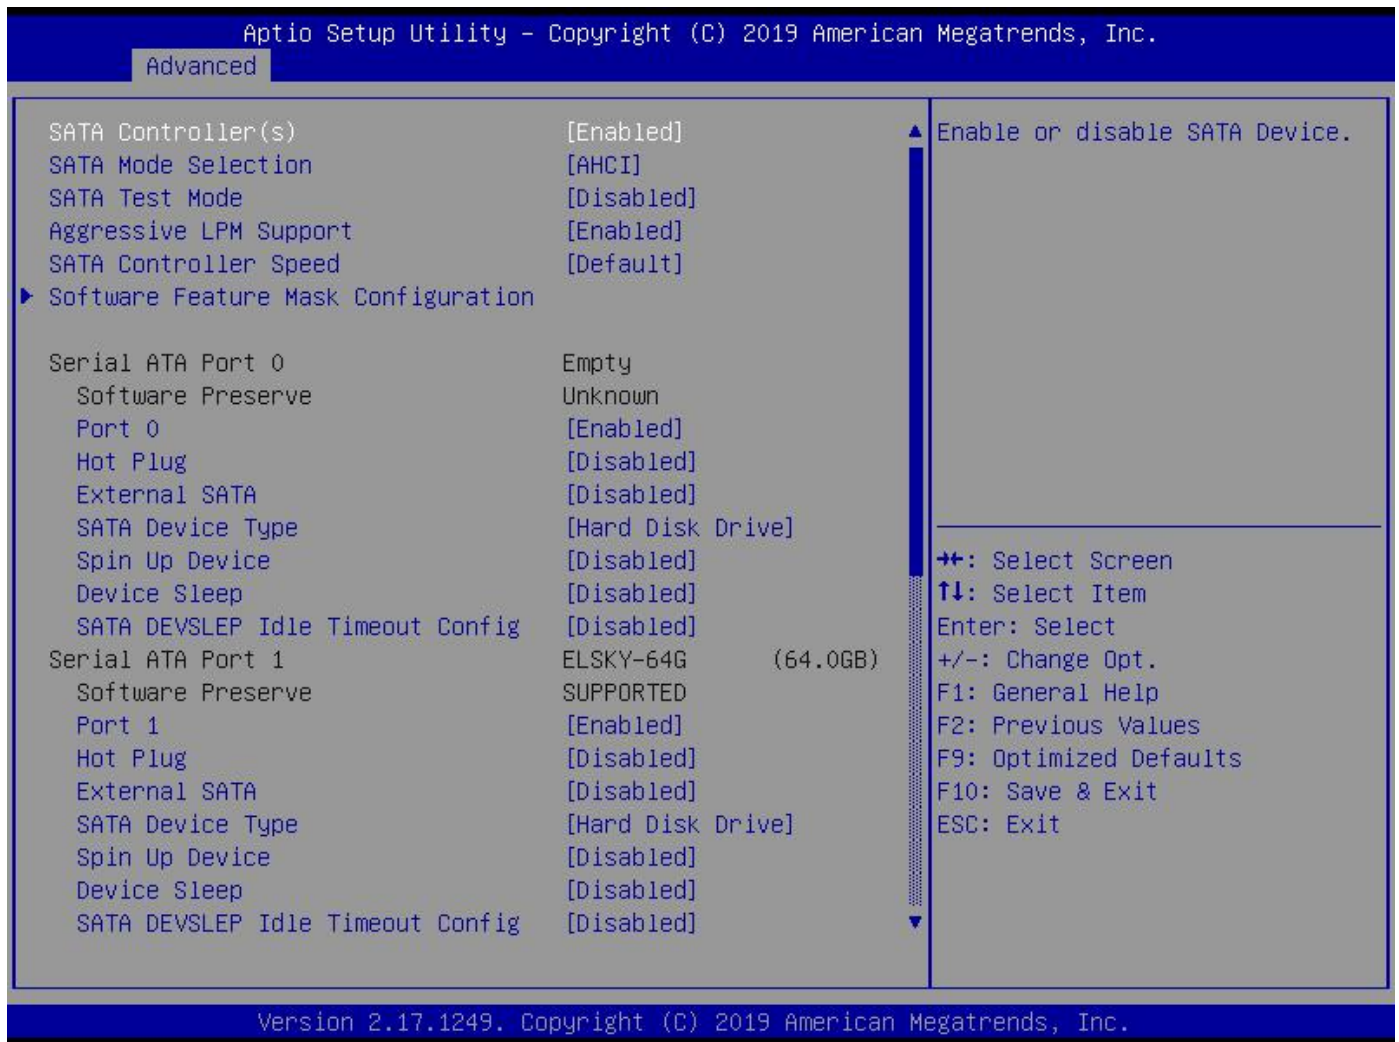 Aptio Setup Utility – Copyright (C) 2019 American Megatrends, Inc.
Advanced
SATA Controller(s) [Enabled]
SATA Mode Selection [AHCI]
SATA Test Mode [Disabled]
Aggressive LPM Support [Enabled]
SATA Controller Speed [Default]
Software Feature Mask Configuration
Serial ATA Port 0 Empty
Software Preserve Unknown
Port 0 [Enabled]
Hot Plug [Disabled]
External SATA [Disabled]
SATA Device Type [Hard Disk Drive]
Spin Up Device [Disabled]
Device Sleep [Disabled]
SATA DEVSLEP Idle Timeout Config [Disabled]
Serial ATA Port 1 ELSKY-64G (64.0GB)
Software Preserve SUPPORTED
Port 1 [Enabled]
Hot Plug [Disabled]
External SATA [Disabled]
SATA Device Type [Hard Disk Drive]
Spin Up Device [Disabled]
Device Sleep [Disabled]
SATA DEVSLEP Idle Timeout Config [Disabled]
Enable or disable SATA Device.
→←: Select Screen
↑↓: Select Item
Enter: Select
+/-: Change Opt.
F1: General Help
F2: Previous Values
F9: Optimized Defaults
F10: Save & Exit
ESC: Exit
Version 2.17.1249. Copyright (C) 2019 American Megatrends, Inc.